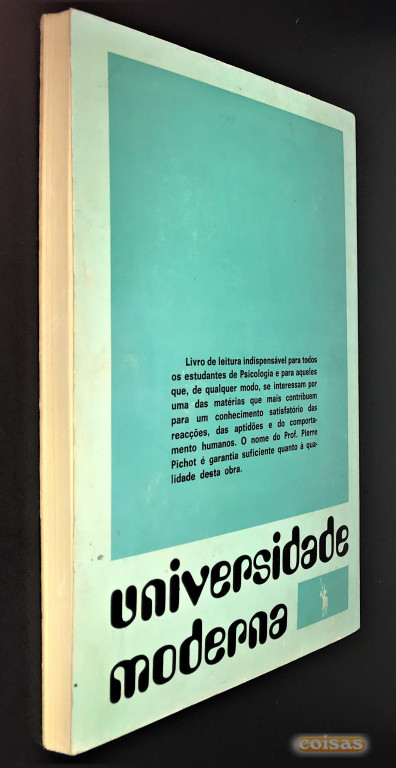 Livro de leitura indispensável para todos
os estudantes de Psicologia e para aqueles
que, de qualquer modo, se interessam por
uma das matérias que mais contribuem
para um conhecimento satisfatório das
reacções, das aptidões e do comporta-
mento humanos. O nome do Prof. Pierre
Pichot é garantia suficiente quanto à qua-
lidade desta obra.
universidade
moderna
coisas